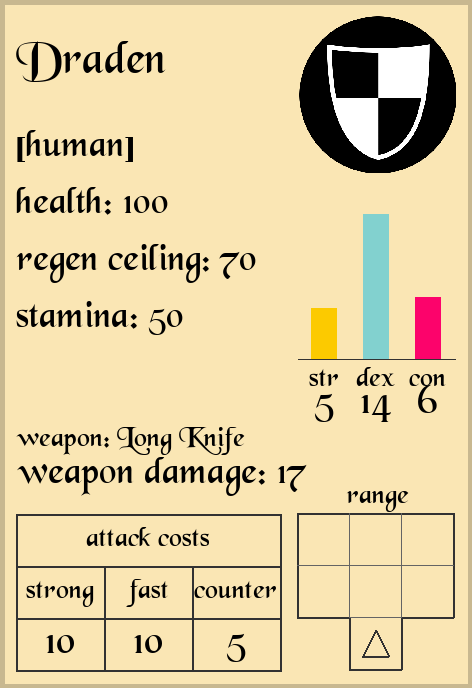 Draden
[human]
health: 100
regen ceiling: 70
stamina: 50
str dex con
5 14 6
weapon: Long Knife
weapon damage: 17
range
attack costs
strong fast counter
10 10 5